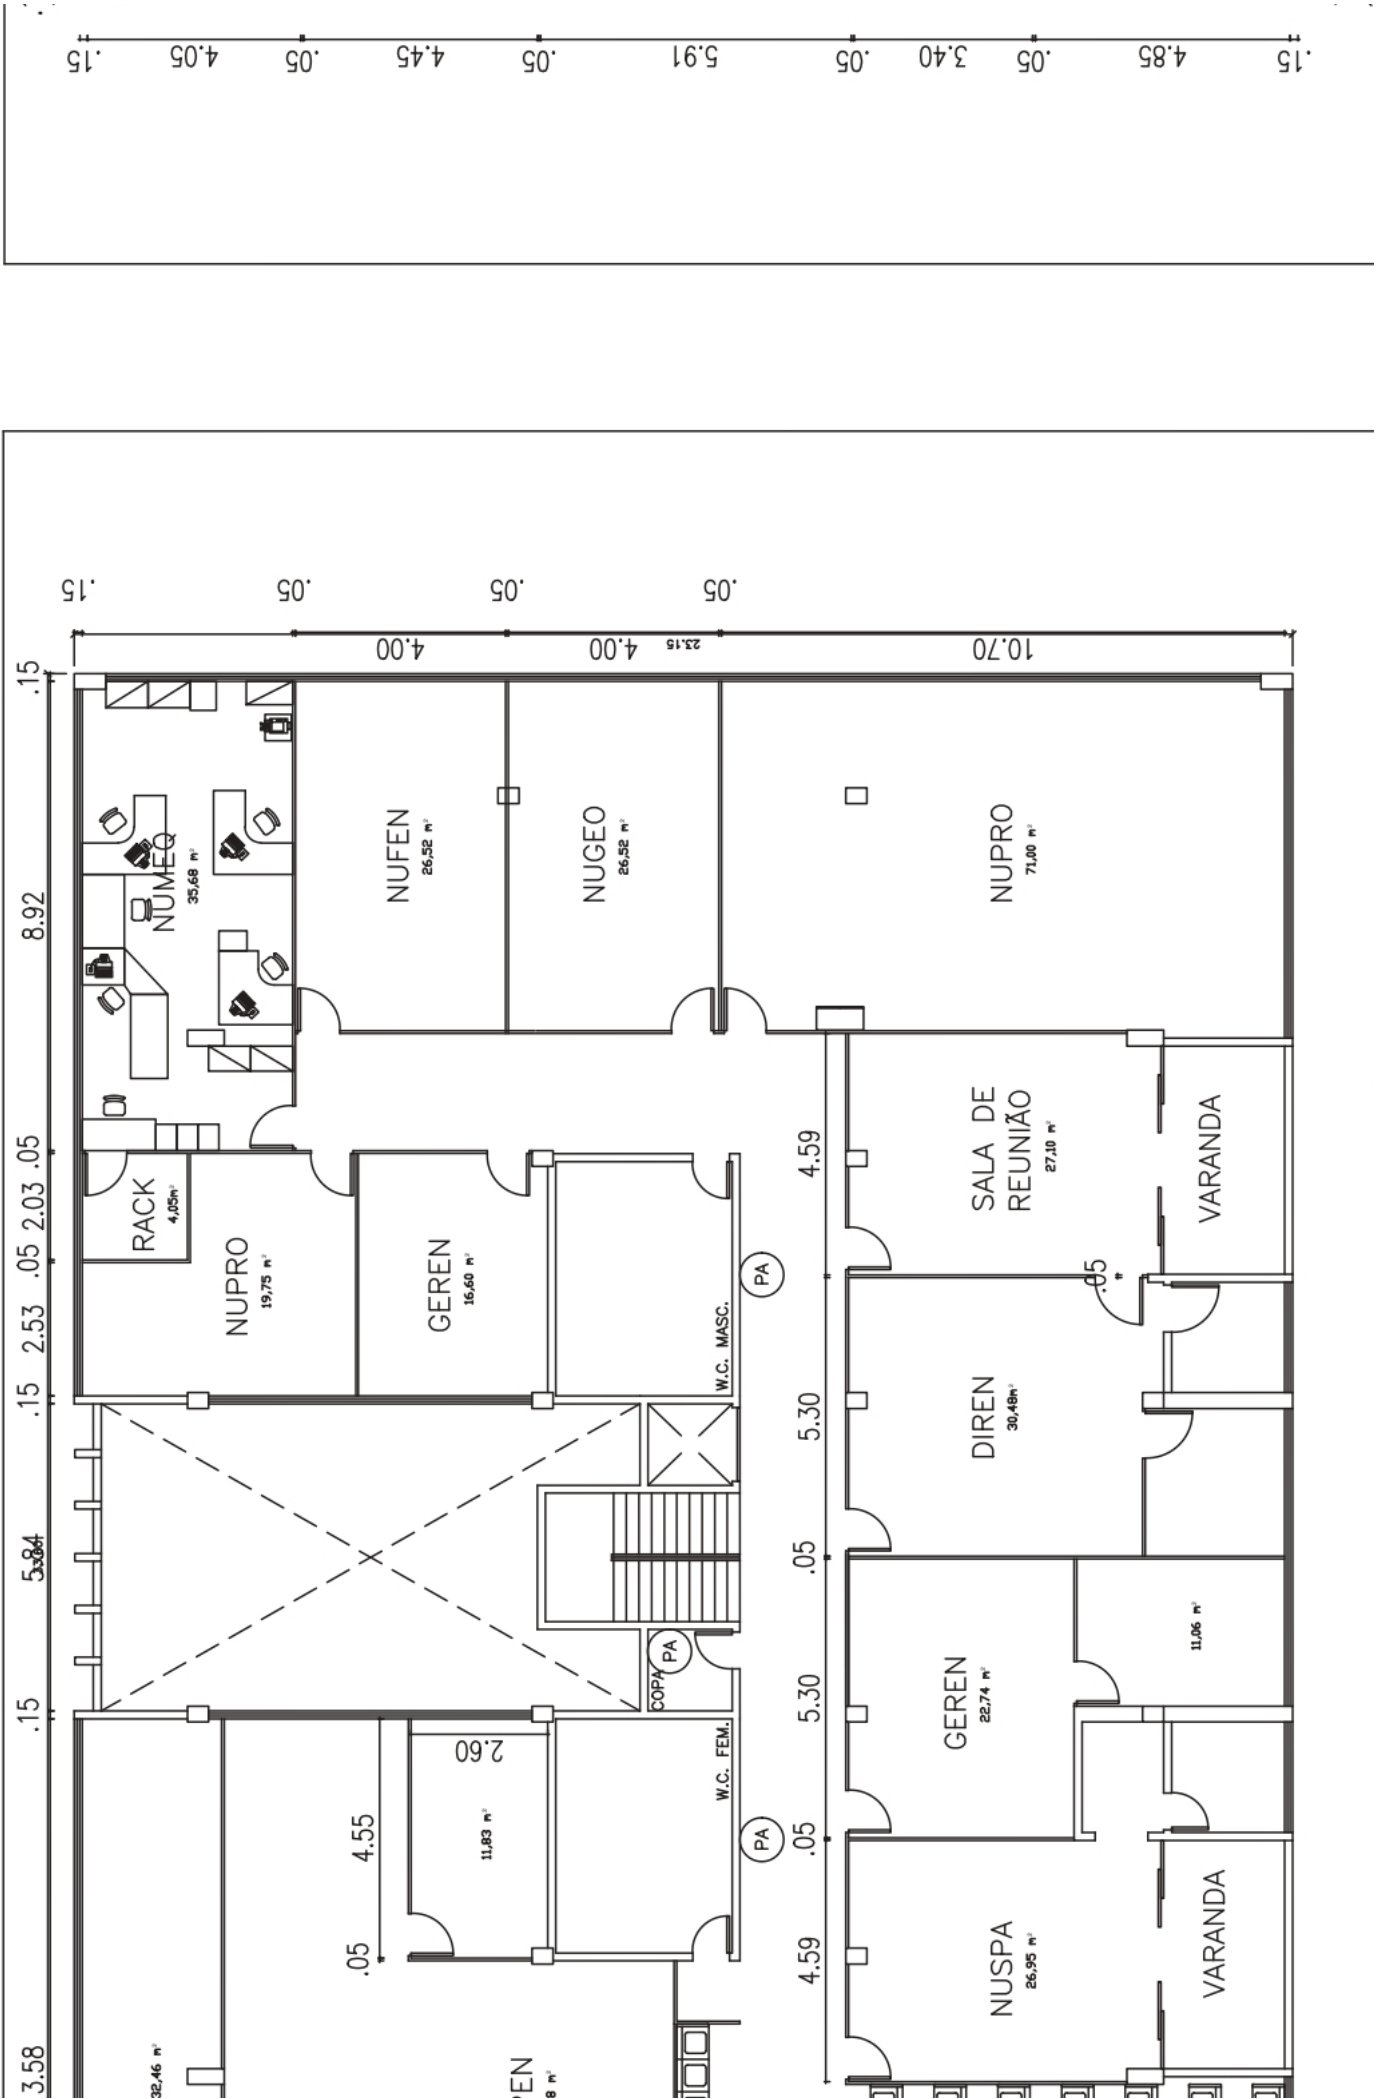 .15
4.05
.05
4.45
.05
5.91
.05
3.40
.05
4.85
.15
.15
.05
.05
.05
4.00
4.00
23.15
10.70
.15
8.92
.05
2.03
.05
2.53
.15
.15
3.58
NUMEQ
35,68 m²
NUFEN
26,52 m²
NUGEO
26,52 m²
NUPRO
71,00 m²
RACK
4,05m²
NUPRO
19,75 m²
GEREN
16,60 m²
W.C. MASC.
PA
4.59
SALA DE
REUNIÃO
27,10 m²
VARANDA
.05
5.30
DIREN
30,48m²
.05
COPA
PA
5.30
GEREN
22,74 m²
11,06 m²
2.60
4.55
.05
11,83 m²
W.C. FEM.
PA
.05
4.59
NUSPA
26,95 m²
VARANDA
32,46 m²